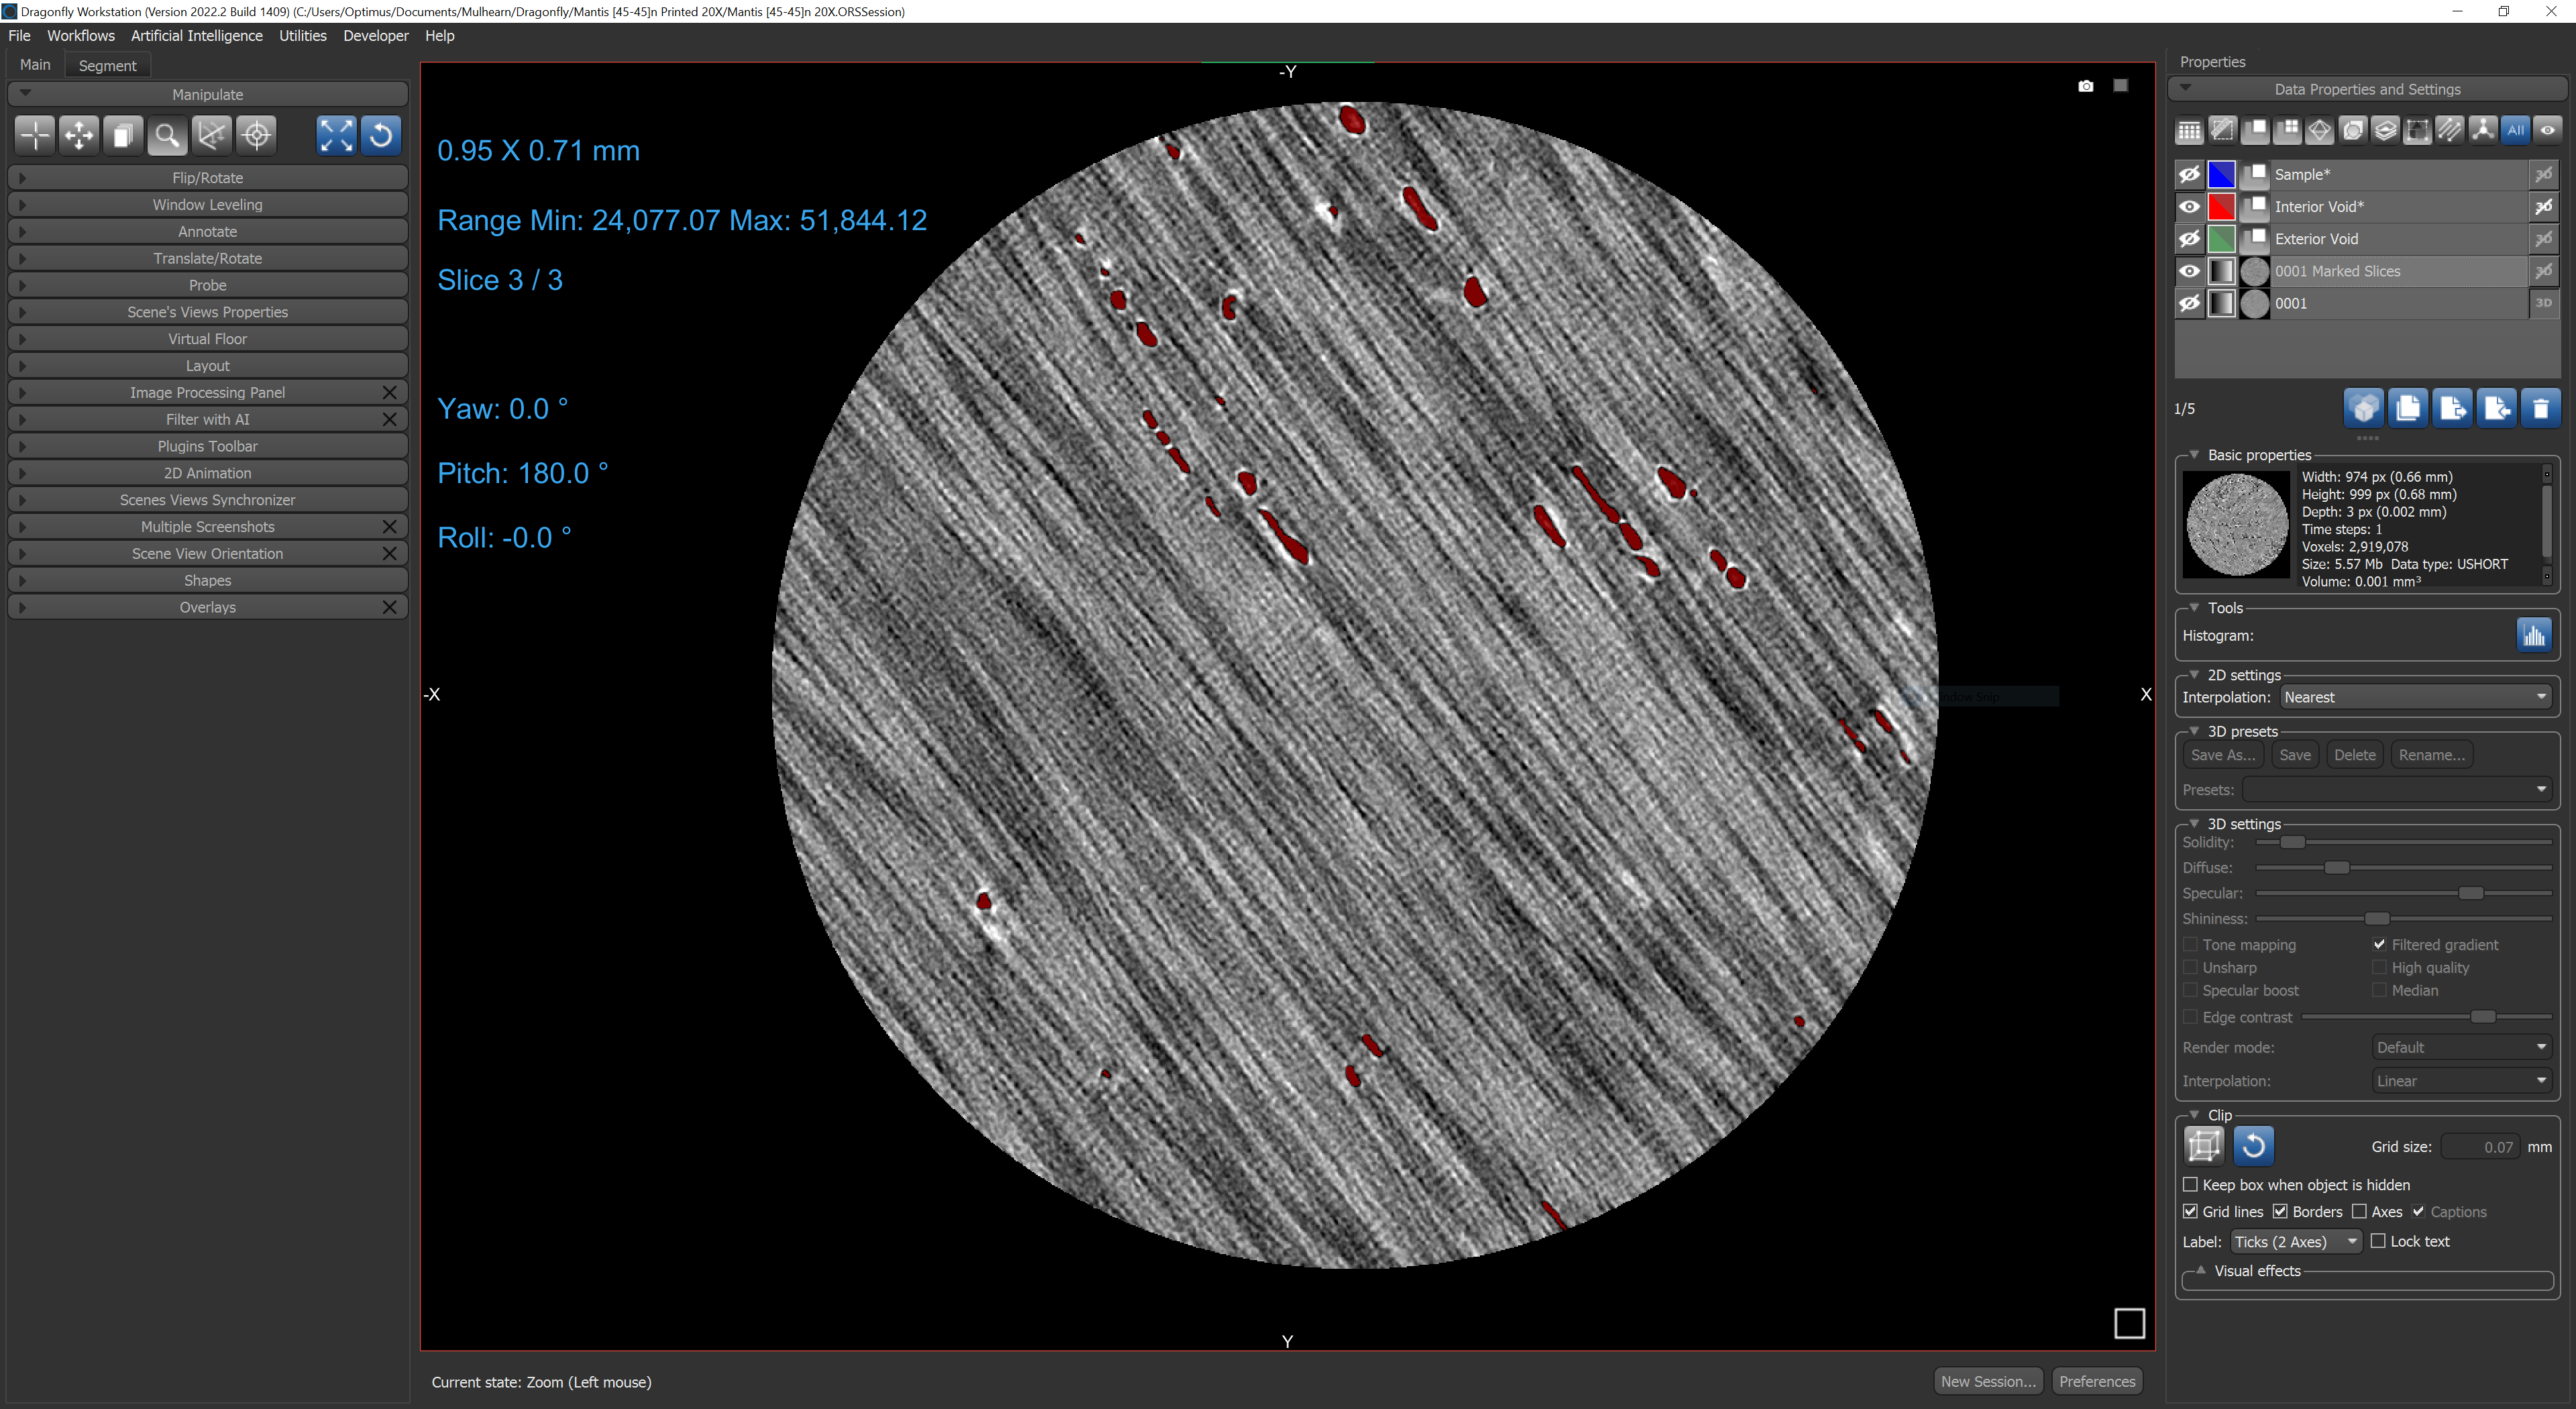 Dragonfly Workstation (Version 2022.2 Build 1409) (C:/Users/Optimus/Documents/Mulhearn/Dragonfly/Mantis [45-45]n Printed 20X/Mantis [45-45]n 20X.ORSSession)
File Workflows Artificial Intelligence Utilities Developer Help
Main Segment
Manipulate
Flip/Rotate
Window Leveling
Annotate
Translate/Rotate
Probe
Scene's Views Properties
Virtual Floor
Layout
Image Processing Panel
Filter with AI
Plugins Toolbar
2D Animation
Scenes Views Synchronizer
Multiple Screenshots
Scene View Orientation
Shapes
Overlays
-Y
0.95 X 0.71 mm
Range Min: 24,077.07 Max: 51,844.12
Slice 3 / 3
Yaw: 0.0 °
Pitch: 180.0 °
Roll: -0.0 °
-X
X
Y
Snip
Current state: Zoom (Left mouse)
New Session... Preferences
Properties
Data Properties and Settings
All
Sample* 3D
Interior Void* 3D
Exterior Void 3D
0001 Marked Slices 3D
0001 3D
1/5
Basic properties
Width: 974 px (0.66 mm)
Height: 999 px (0.68 mm)
Depth: 3 px (0.002 mm)
Time steps: 1
Voxels: 2,919,078
Size: 5.57 Mb Data type: USHORT
Volume: 0.001 mm³
Tools
Histogram:
2D settings
Interpolation: Nearest
3D presets
Save As... Save Delete Rename...
Presets:
3D settings
Solidity:
Diffuse:
Specular:
Shininess:
Tone mapping Filtered gradient
Unsharp High quality
Specular boost Median
Edge contrast
Render mode: Default
Interpolation: Linear
Clip
Grid size: 0.07 mm
Keep box when object is hidden
Grid lines Borders Axes Captions
Label: Ticks (2 Axes) Lock text
Visual effects